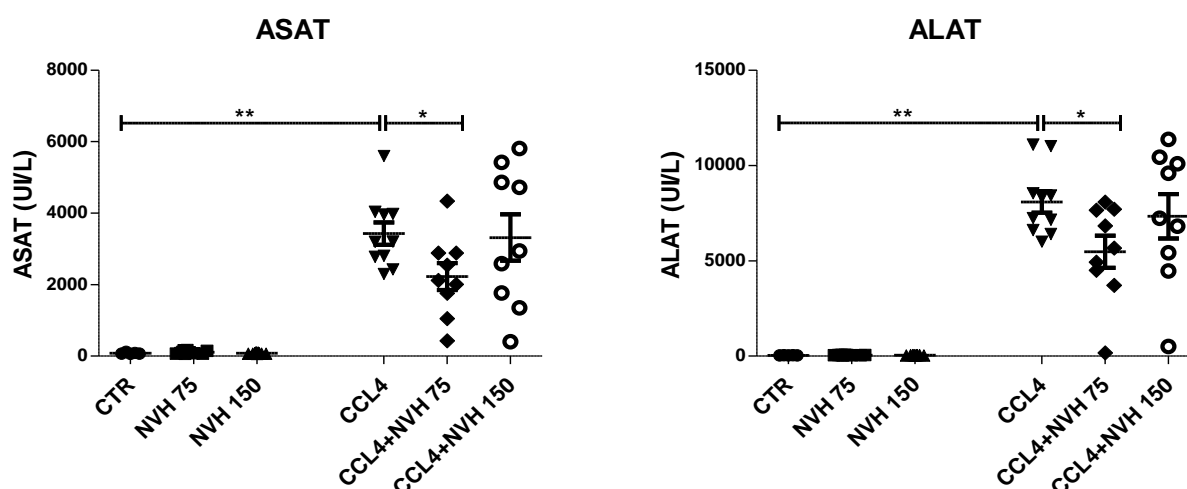 ASAT
8000
6000
4000
2000
0
ASAT (UI/L)
** *
CTR
NVH 75
NVH 150
CCL4
CCL4+NVH 75
CCL4+NVH 150
ALAT
15000
10000
5000
0
ALAT (UI/L)
** *
CTR
NVH 75
NVH 150
CCL4
CCL4+NVH 75
CCL4+NVH 150